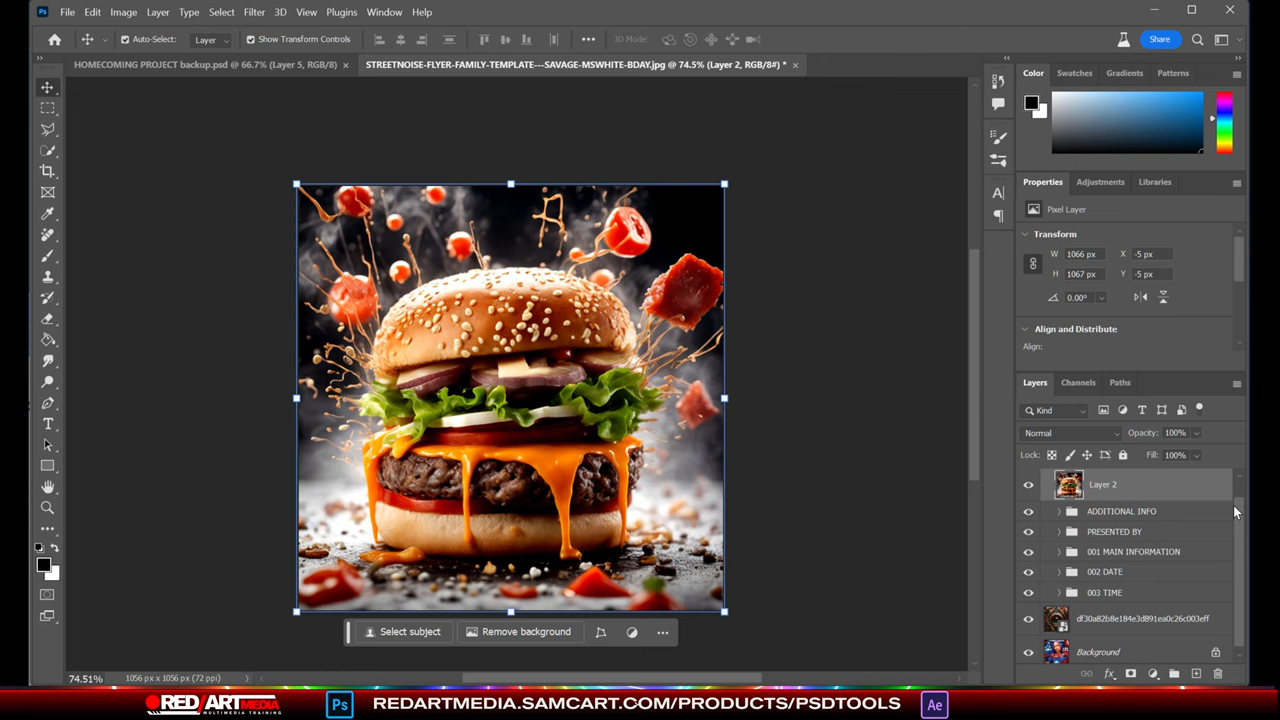 Ps File Edit Image Layer Type Select Filter 3D View Plugins Window Help
Auto-Select: Layer Show Transform Controls 3D Mode: Share
HOMECOMING PROJECT backup.psd @ 66.7% (Layer 5, RGB/8) × STREETNOISE-FLYER-FAMILY-TEMPLATE---SAVAGE-MSWHITE-BDAY.jpg @ 74.5% (Layer 2, RGB/8#) * ×
Color Swatches Gradients Patterns
Properties Adjustments Libraries
Pixel Layer
Transform
W 1066 px X -5 px
H 1067 px Y -5 px
0.00°
Align and Distribute
Align:
Layers Channels Paths
Kind
Normal Opacity: 100%
Lock: Fill: 100%
Layer 2
ADDITIONAL INFO
PRESENTED BY
001 MAIN INFORMATION
002 DATE
003 TIME
df30a82b8e184e3d891ea0c26c003eff
Background
Select subject Remove background
74.51% 1056 px x 1056 px (72 ppi)
RED/ART MEDIA
MULTIMEDIA TRAINING
Ps REDARTMEDIA.SAMCART.COM/PRODUCTS/PSDTOOLS Ae